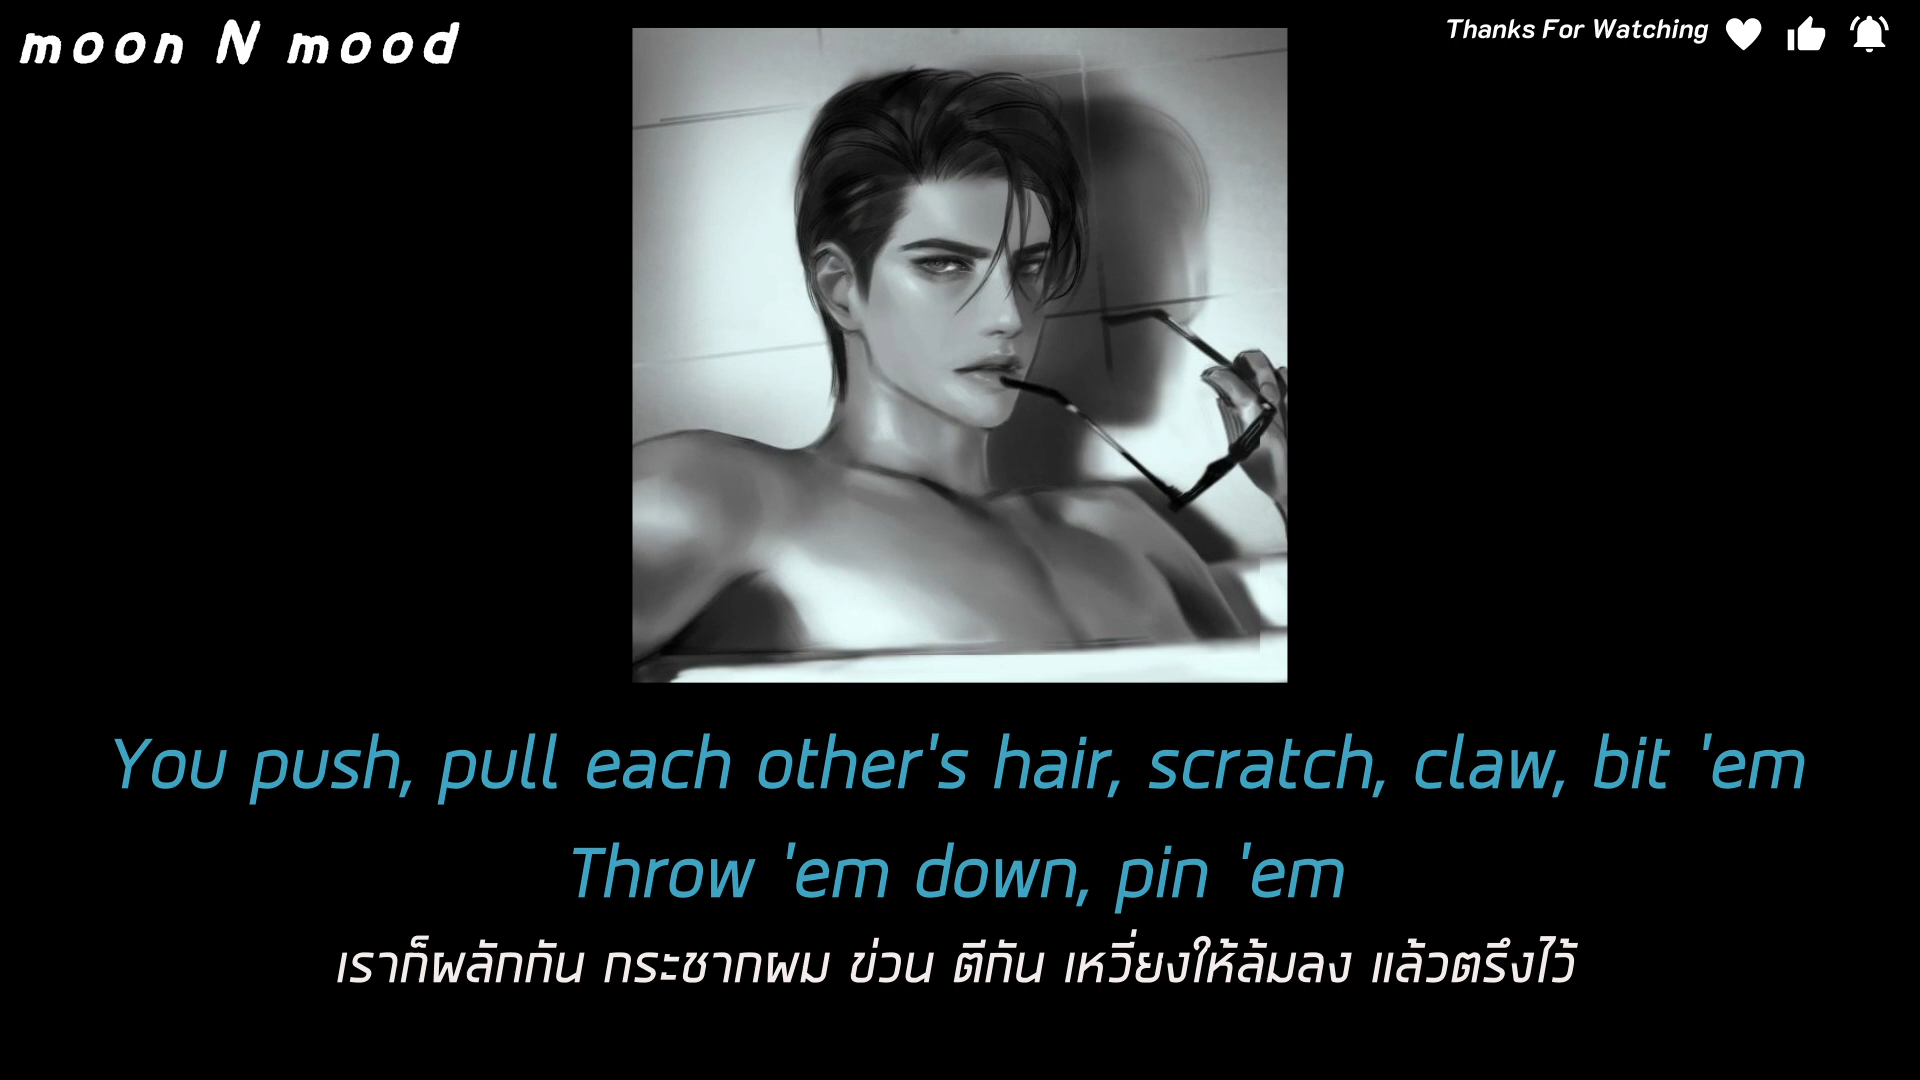 moon N mood
Thanks For Watching
You push, pull each other's hair, scratch, claw, bit 'em
Throw 'em down, pin 'em
เราก็ผลักกัน กระชากผม ข่วน ตีกัน เหวี่ยงให้ล้มลง แล้วตรึงไว้